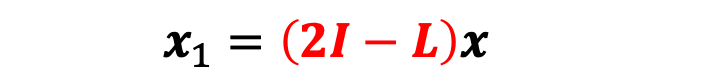 x₁ = (2I − L)x